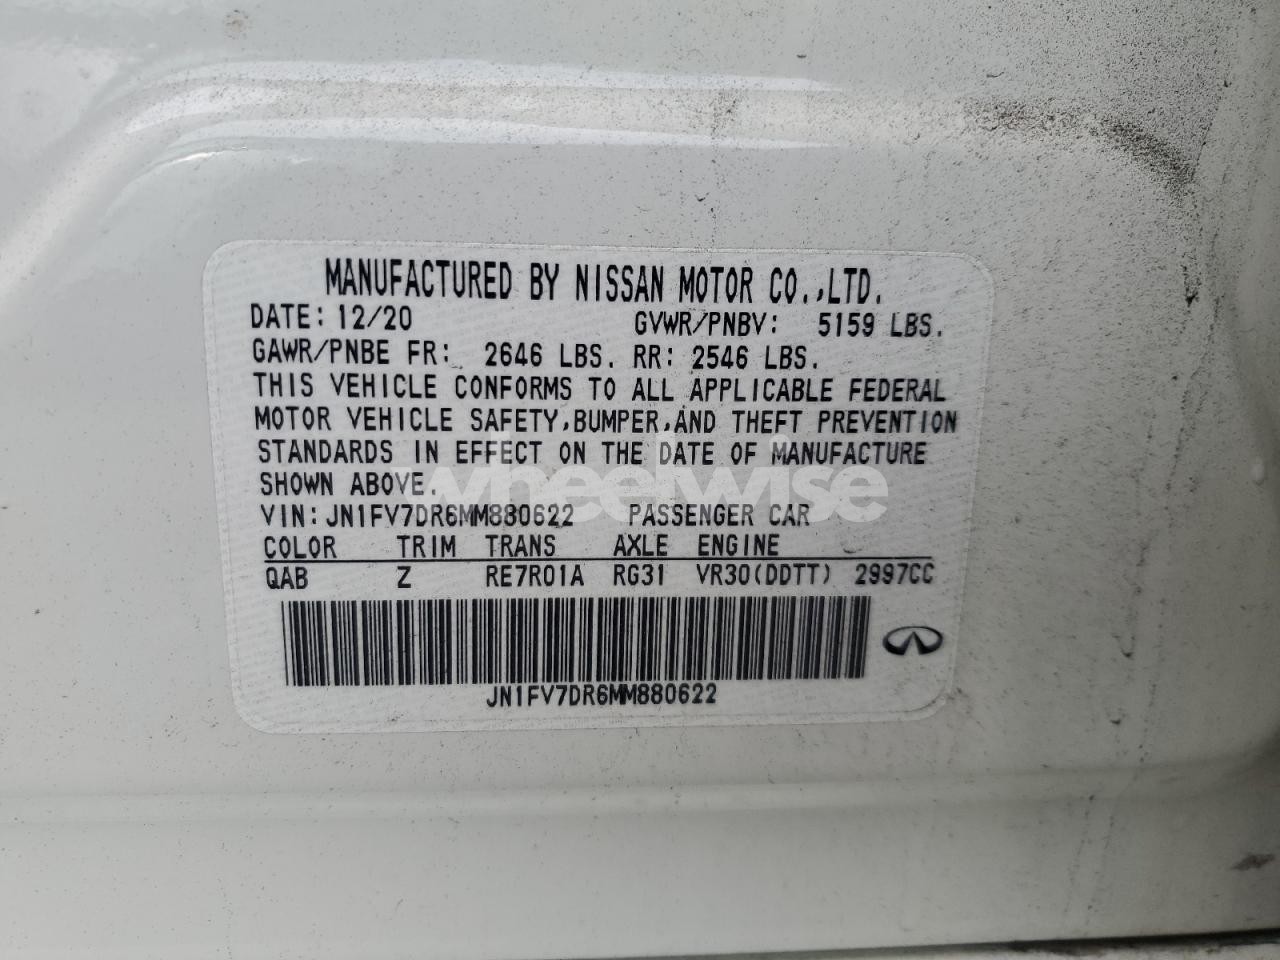 MANUFACTURED BY NISSAN MOTOR CO.,LTD.
DATE: 12/20 GVWR/PNBV: 5159 LBS.
GAWR/PNBE FR: 2646 LBS. RR: 2546 LBS.
THIS VEHICLE CONFORMS TO ALL APPLICABLE FEDERAL
MOTOR VEHICLE SAFETY,BUMPER,AND THEFT PREVENTION
STANDARDS IN EFFECT ON THE DATE OF MANUFACTURE
SHOWN ABOVE.
wheelwise
VIN: JN1FV7DR6MM880622 PASSENGER CAR
COLOR TRIM TRANS AXLE ENGINE
QAB Z RE7R01A RG31 VR30(DDTT) 2997CC
JN1FV7DR6MM880622